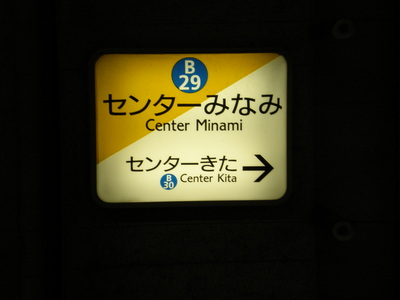 B
29
センターみなみ
Center Minami
センターきた →
B
30
Center Kita